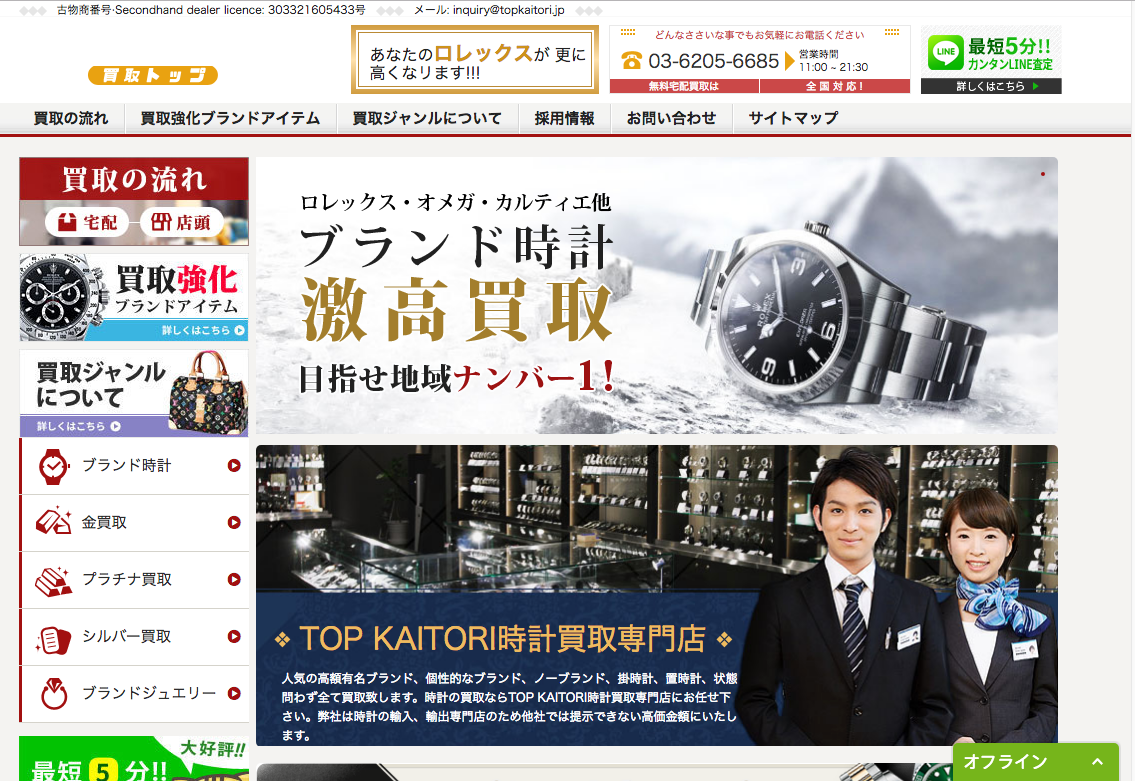 古物商番号·Secondhand dealer licence: 303321605433号
メール: inquiry@topkaitori.jp
買取トップ
あなたのロレックスが 更に
高くなリます!!!
どんなささいな事でもお気軽にお電話ください
03-6205-6685
営業時間
11:00 ~ 21:30
無料宅配買取は
全国対応!
LINE
最短5分!!
カンタンLINE査定
詳しくはこちら
買取の流れ
買取強化ブランドアイテム
買取ジャンルについて
採用情報
お問い合わせ
サイトマップ
買取の流れ
宅配
店頭
買取強化
ブランドアイテム
詳しくはこちら
買取ジャンル
について
詳しくはこちら
ブランド時計
金買取
プラチナ買取
シルバー買取
ブランドジュエリー
大好評!!
最短5分!!
ロレックス・オメガ・カルティエ他
ブランド時計
激高買取
目指せ地域ナンバー1!
ROLEX
3
6
9
TOP KAITORI時計買取専門店
人気の高額有名ブランド、個性的なブランド、ノーブランド、掛時計、置時計、状態
問わず全て買取致します。時計の買取ならTOP KAITORI時計買取専門店にお任せ下
さい。弊社は時計の輸入、輸出専門店のため他社では提示できない高価金額にいたし
ます。
オフライン